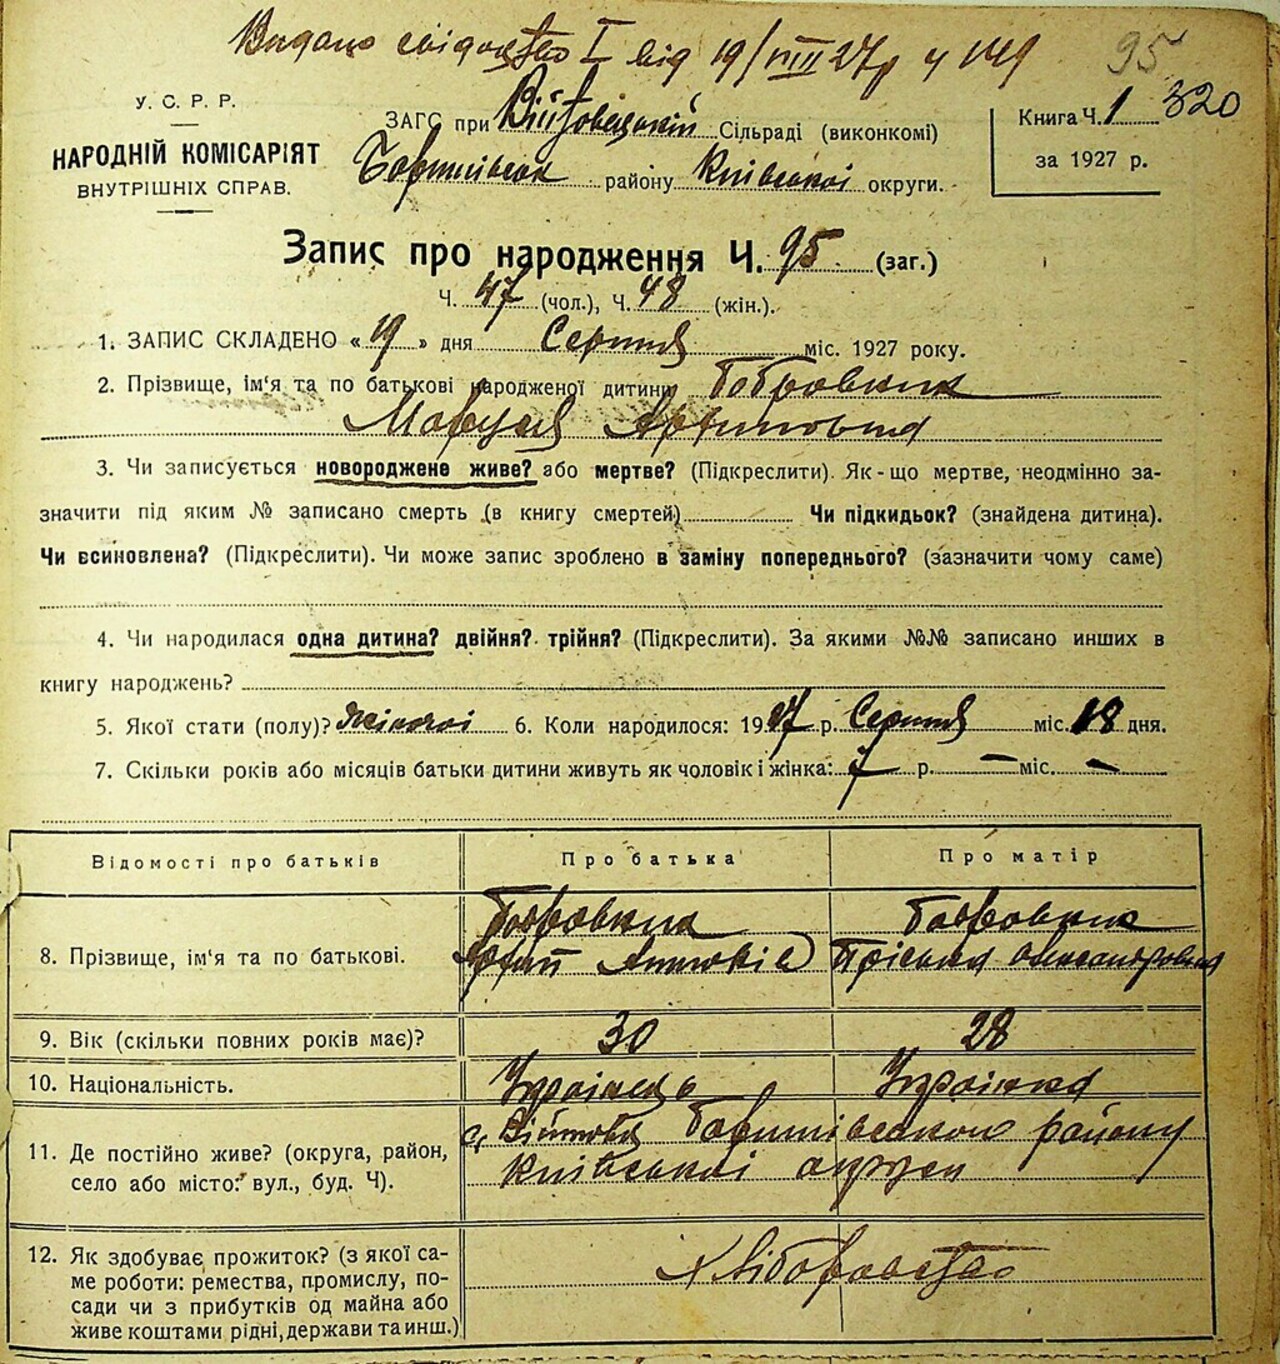 Видано свідоцтво I від 19/VIII 27р ч 149
95
320
У. С. Р. Р.
НАРОДНІЙ КОМІСАРІЯТ
ВНУТРІШНІХ СПРАВ.
ЗАГС при Війтовецькій Сільраді (виконкомі)
Баришівськ району Київської округи.
Книга Ч. 1
за 1927 р.
Запис про народження Ч. 95 (заг.)
Ч. 47 (чол.), Ч. 48 (жін.).
1. ЗАПИС СКЛАДЕНО « 19 » дня Серпня міс. 1927 року.
2. Прізвище, ім'я та по батькові народженої дитини Бобровник
Маруся
3. Чи записується новороджене живе? або мертве? (Підкреслити). Як-що мертве, неодмінно за-
значити під яким № записано смерть (в книгу смертей) Чи підкидьок? (знайдена дитина).
Чи всиновлена? (Підкреслити). Чи може запис зроблено в заміну попереднього? (зазначити чому саме)
4. Чи народилася одна дитина? двійня? трійня? (Підкреслити). За якими №№ записано инших в
книгу народжень?
5. Якої стати (полу)? жіночої 6. Коли народилося: 1927 р. Серпня міс. 18 дня.
7. Скільки років або місяців батьки дитини живуть як чоловік і жінка: 7 р. — міс. —
Відомості про батьків
Про батька
Про матір
8. Прізвище, ім'я та по батькові.
Бобровник
Бобровник
Пріська Олександровна
9. Вік (скільки повних років має)?
30
28
10. Національність.
Українець
Українка
11. Де постійно живе? (округа, район,
село або місто: вул., буд. Ч).
с. Війтовці Баришівського району
Київської округи
12. Як здобуває прожиток? (з якої са-
ме роботи: ремества, промислу, по-
сади чи з прибутків од майна або
живе коштами рідні, держави та инш.)
Хліборобство